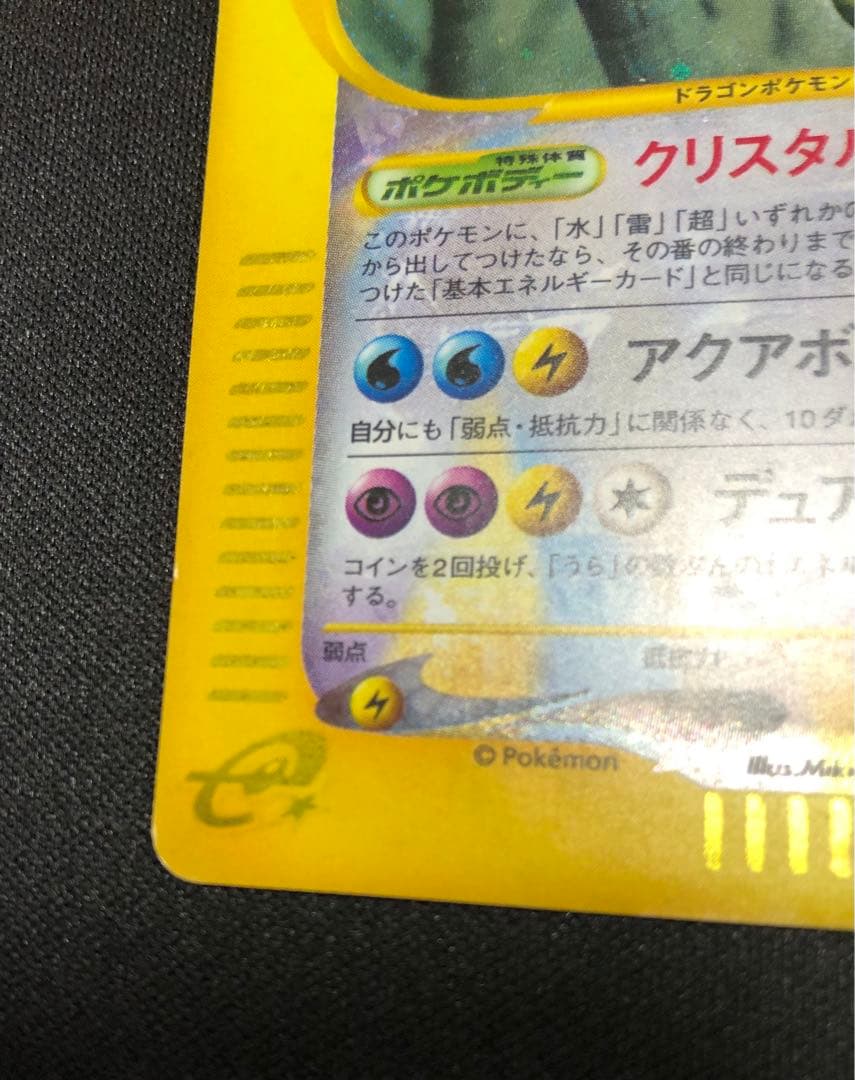 ドラゴンポケモン
特殊体質
ポケボディー
クリスタル
このポケモンに、「水」「雷」「超」いずれかの
から出してつけたなら、その番の終わりまで
つけた「基本エネルギーカード」と同じになる
アクアボ
自分にも「弱点・抵抗力」に関係なく、10ダ
デュア
コインを2回投げ、「うら」の数ぶんの
する。
弱点
抵抗力
© Pokémon
Illus.